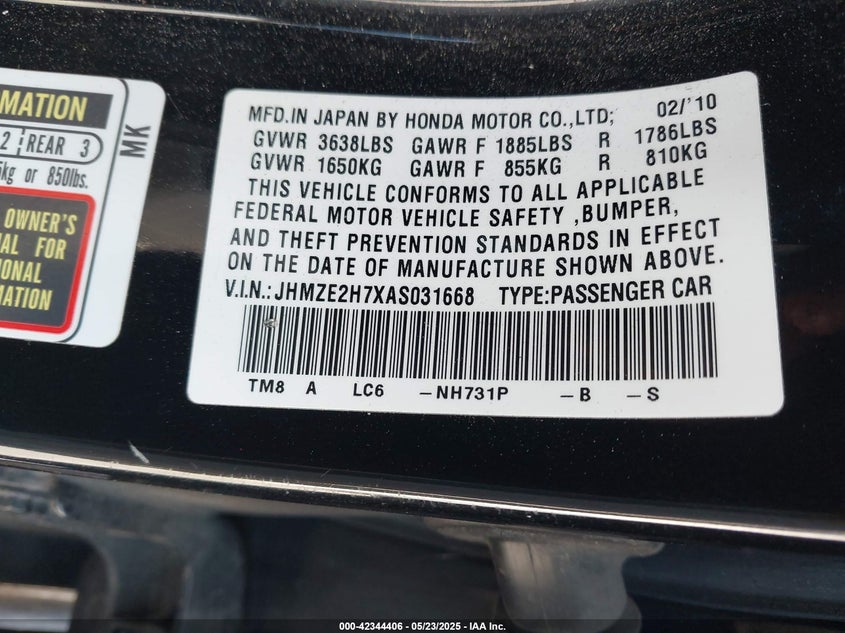 MATION
2 REAR 3
kg or 850lbs.
OWNER'S
FOR
MATION
MK
MFD.IN JAPAN BY HONDA MOTOR CO.,LTD; 02/'10
GVWR 3638LBS GAWR F 1885LBS R 1786LBS
GVWR 1650KG GAWR F 855KG R 810KG
THIS VEHICLE CONFORMS TO ALL APPLICABLE
FEDERAL MOTOR VEHICLE SAFETY ,BUMPER,
AND THEFT PREVENTION STANDARDS IN EFFECT
ON THE DATE OF MANUFACTURE SHOWN ABOVE.
V.I.N.: JHMZE2H7XAS031668 TYPE:PASSENGER CAR
TM8 A LC6 -NH731P -B -S
000-42344406 - 05/23/2025 - IAA Inc.